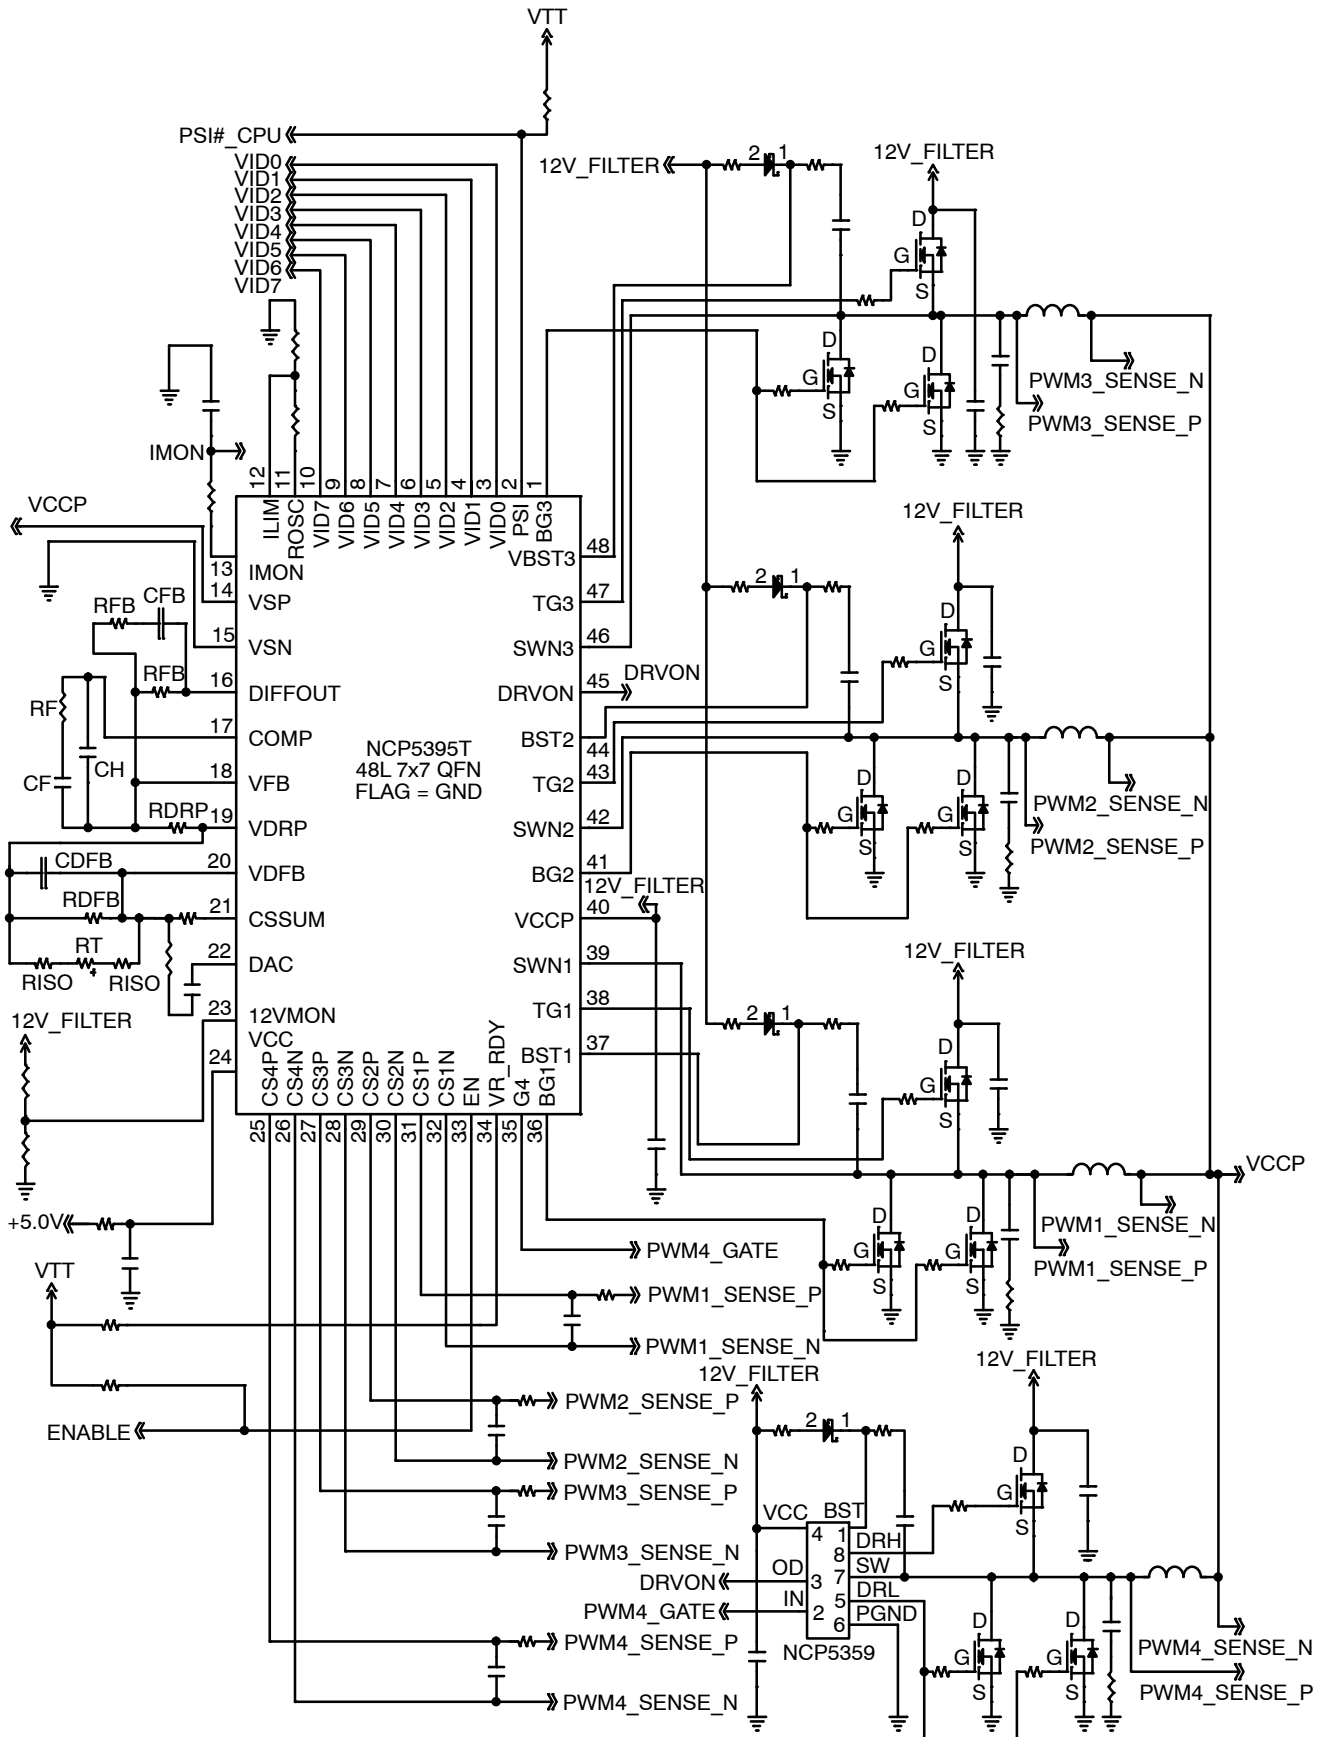 VTT
PSI#_CPU
VID0
VID1
VID2
VID3
VID4
VID5
VID6
VID7
12V_FILTER
2
1
12V_FILTER
D
G
S
D
G
S
D
G
S
PWM3_SENSE_N
PWM3_SENSE_P
IMON
12
11
10
9
8
7
6
5
4
3
2
1
ILIM
ROSC
VID7
VID6
VID5
VID4
VID3
VID2
VID1
VID0
PSI
BG3
VCCP
13
IMON
14
VSP
15
VSN
16
DIFFOUT
17
COMP
18
VFB
19
VDRP
20
VDFB
21
CSSUM
22
DAC
23
12VMON
VCC
24
RFB
CFB
RFB
RF
CH
CF
RDRP
CDFB
RDFB
RT
RISO
RISO
12V_FILTER
+5.0V
VTT
ENABLE
NCP5395T
48L 7x7 QFN
FLAG = GND
VBST3
48
TG3
47
SWN3
46
DRVON
45
DRVON
BST2
44
TG2
43
SWN2
42
BG2
41
12V_FILTER
VCCP
40
SWN1
39
TG1
38
BST1
37
CS4P
CS4N
CS3P
CS3N
CS2P
CS2N
CS1P
CS1N
EN
VR_RDY
G4
BG1
25
26
27
28
29
30
31
32
33
34
35
36
12V_FILTER
2
1
D
G
S
D
G
S
D
G
S
PWM2_SENSE_N
PWM2_SENSE_P
12V_FILTER
2
1
D
G
S
VCCP
D
G
S
D
G
S
PWM1_SENSE_N
PWM1_SENSE_P
PWM4_GATE
PWM1_SENSE_P
PWM1_SENSE_N
PWM2_SENSE_P
PWM2_SENSE_N
PWM3_SENSE_P
PWM3_SENSE_N
PWM4_SENSE_P
PWM4_SENSE_N
12V_FILTER
2
1
12V_FILTER
D
G
S
VCC
4
BST
1
DRH
8
SW
7
OD
3
DRVON
DRL
5
IN
2
PWM4_GATE
PGND
6
NCP5359
D
G
S
D
G
S
PWM4_SENSE_N
PWM4_SENSE_P